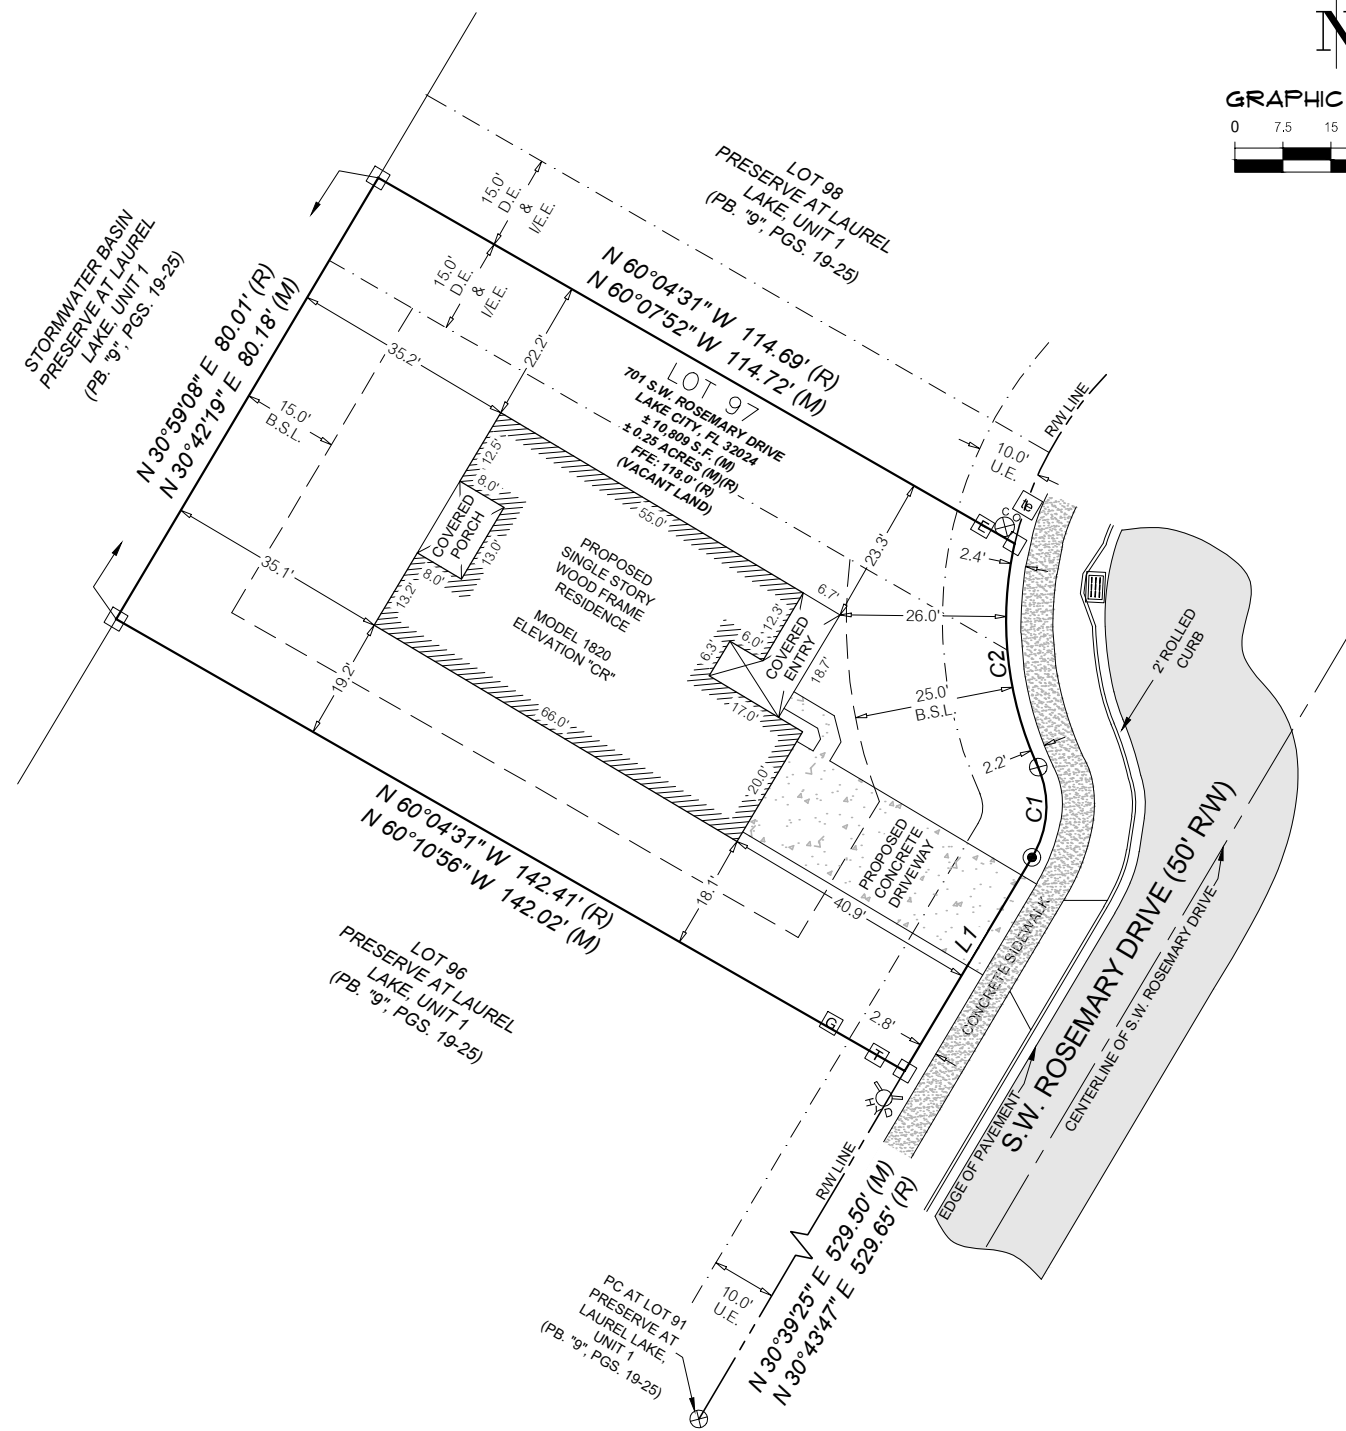 N
GRAPHIC
0 7.5 15
LOT 98
PRESERVE AT LAUREL
LAKE, UNIT 1
(PB. "9", PGS. 19-25)
15.0'
D.E.
&
I/E.E.
15.0'
D.E.
&
I/E.E.
STORMWATER BASIN
PRESERVE AT LAUREL
LAKE, UNIT 1
(PB. "9", PGS. 19-25)
N 30°59'08" E 80.01' (R)
N 30°42'19" E 80.18' (M)
N 60°04'31" W 114.69' (R)
N 60°07'52" W 114.72' (M)
35.2'
22.2'
15.0'
B.S.L.
LOT 97
701 S.W. ROSEMARY DRIVE
LAKE CITY, FL 32024
± 10,809 S.F. (M)
± 0.25 ACRES (M)(R)
FFE: 118.0' (R)
(VACANT LAND)
R/W LINE
10.0'
U.E.
te
C.O
E
2.4'
12.5'
8.0'
COVERED
PORCH
13.0'
8.0'
13.2'
55.0'
23.3'
35.1'
PROPOSED
SINGLE STORY
WOOD FRAME
RESIDENCE
MODEL 1820
ELEVATION "CR"
6.7'
12.3'
6.0'
6.3'
COVERED
ENTRY
18.7'
17.0'
26.0'
C2
25.0'
B.S.L.
2' ROLLED
CURB
2.2'
C1
19.2'
66.0'
20.0'
18.1'
PROPOSED
CONCRETE
DRIVEWAY
40.9'
L1
CONCRETE SIDEWALK
N 60°04'31" W 142.41' (R)
N 60°10'56" W 142.02' (M)
LOT 96
PRESERVE AT LAUREL
LAKE, UNIT 1
(PB. "9", PGS. 19-25)
S.W. ROSEMARY DRIVE (50' R/W)
CENTERLINE OF S.W. ROSEMARY DRIVE
EDGE OF PAVEMENT
G
T
2.8'
HYD
R/W LINE
N 30°39'25" E 529.50' (M)
N 30°43'47" E 529.65' (R)
10.0'
U.E.
PC AT LOT 91
PRESERVE AT
LAUREL LAKE,
UNIT 1
(PB. "9", PGS. 19-25)